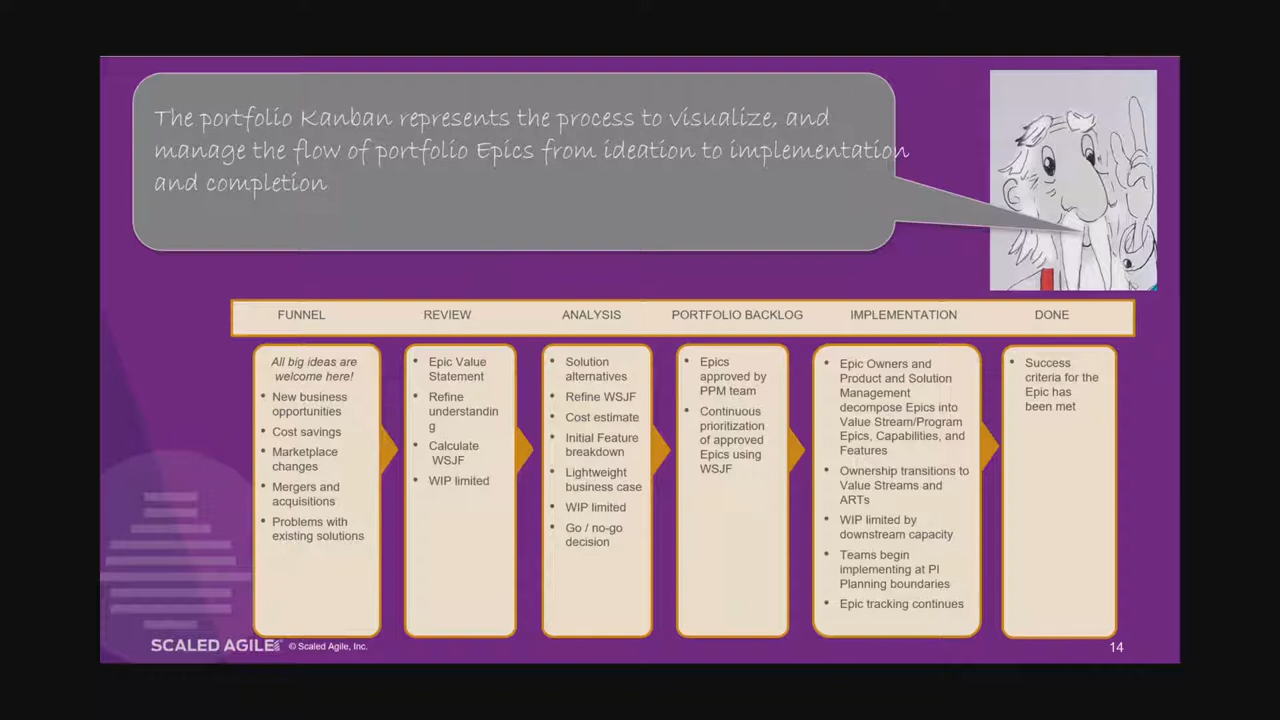 The portfolio Kanban represents the process to visualize, and
manage the flow of portfolio Epics from ideation to implementation
and completion
FUNNEL
REVIEW
ANALYSIS
PORTFOLIO BACKLOG
IMPLEMENTATION
DONE
All big ideas are
welcome here!
• New business
opportunities
• Cost savings
• Marketplace
changes
• Mergers and
acquisitions
• Problems with
existing solutions
• Epic Value
Statement
• Refine
understandin
g
• Calculate
WSJF
• WIP limited
• Solution
alternatives
• Refine WSJF
• Cost estimate
• Initial Feature
breakdown
• Lightweight
business case
• WIP limited
• Go / no-go
decision
• Epics
approved by
PPM team
• Continuous
prioritization
of approved
Epics using
WSJF
• Epic Owners and
Product and Solution
Management
decompose Epics into
Value Stream/Program
Epics, Capabilities, and
Features
• Ownership transitions to
Value Streams and
ARTs
• WIP limited by
downstream capacity
• Teams begin
implementing at PI
Planning boundaries
• Epic tracking continues
• Success
criteria for the
Epic has
been met
SCALED AGILE
© Scaled Agile, Inc.
14